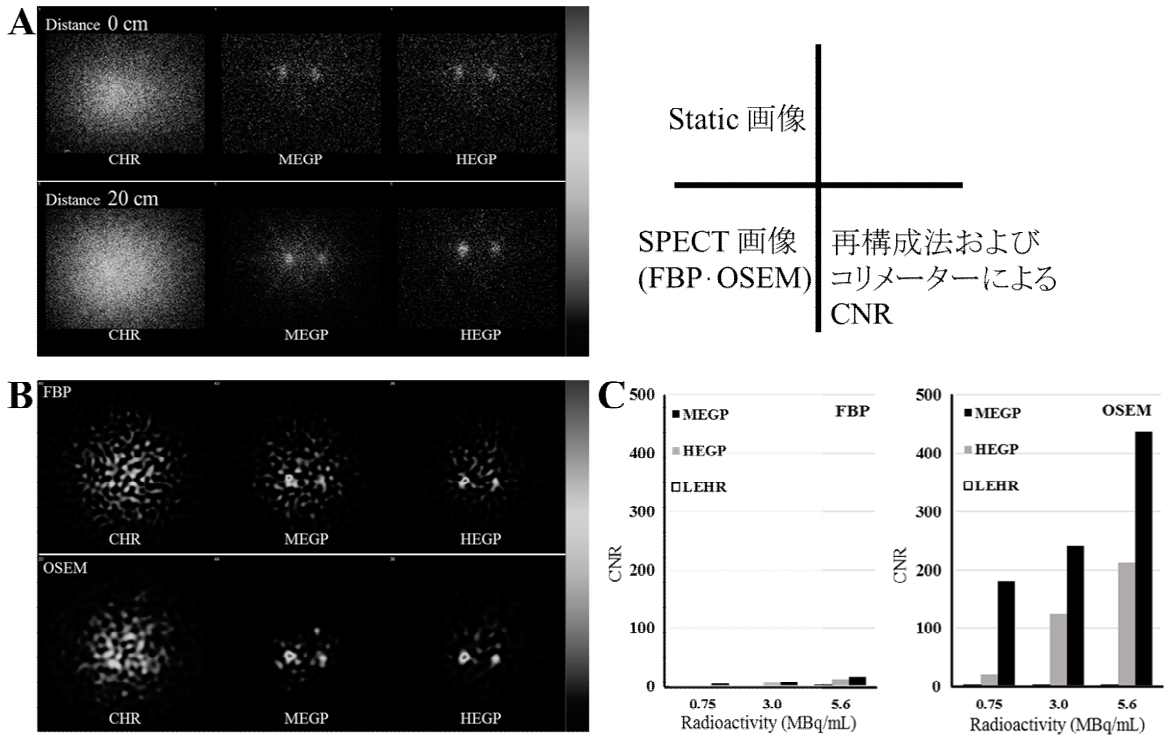 A
Distance 0 cm
CHR MEGP HEGP
Distance 20 cm
CHR MEGP HEGP
Static 画像
SPECT 画像
(FBP·OSEM)
再構成法および
コリメーターによる
CNR
B
FBP
CHR MEGP HEGP
OSEM
CHR MEGP HEGP
C
500
400
300
200
100
0
CNR
MEGP
HEGP
LEHR
FBP
0.75 3.0 5.6
Radioactivity (MBq/mL)
500
400
300
200
100
0
CNR
MEGP
HEGP
LEHR
OSEM
0.75 3.0 5.6
Radioactivity (MBq/mL)